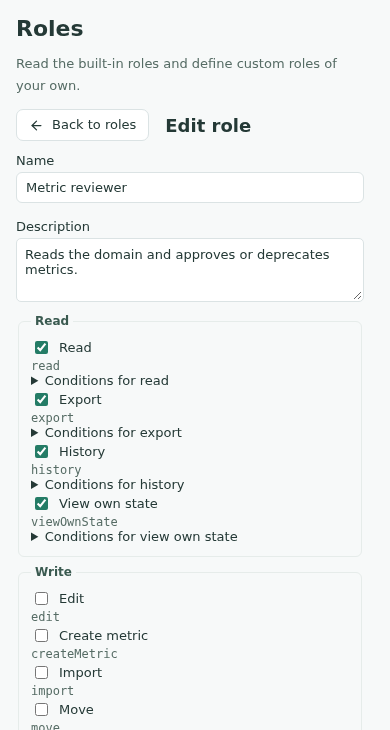 Roles
Read the built-in roles and define custom roles of
your own.
← Back to roles
Edit role
Name
Metric reviewer
Description
Reads the domain and approves or deprecates
metrics.
Read
Read
read
Conditions for read
Export
export
Conditions for export
History
history
Conditions for history
View own state
viewOwnState
Conditions for view own state
Write
Edit
edit
Create metric
createMetric
Import
import
Move
move